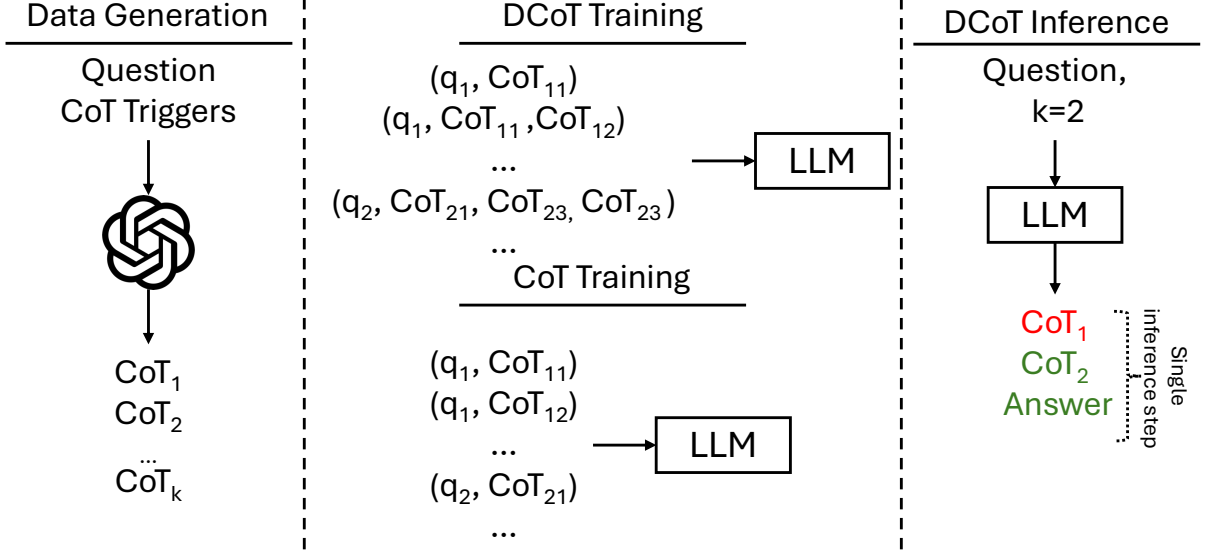 Data Generation
Question
CoT Triggers
CoT₁
CoT₂
...
CoTₖ
DCoT Training
(q₁, CoT₁₁)
(q₁, CoT₁₁ ,CoT₁₂)
...
(q₂, CoT₂₁, CoT₂₃, CoT₂₃)
...
LLM
CoT Training
(q₁, CoT₁₁)
(q₁, CoT₁₂)
...
(q₂, CoT₂₁)
...
LLM
DCoT Inference
Question,
k=2
LLM
CoT₁
CoT₂
Answer
Single
inference step